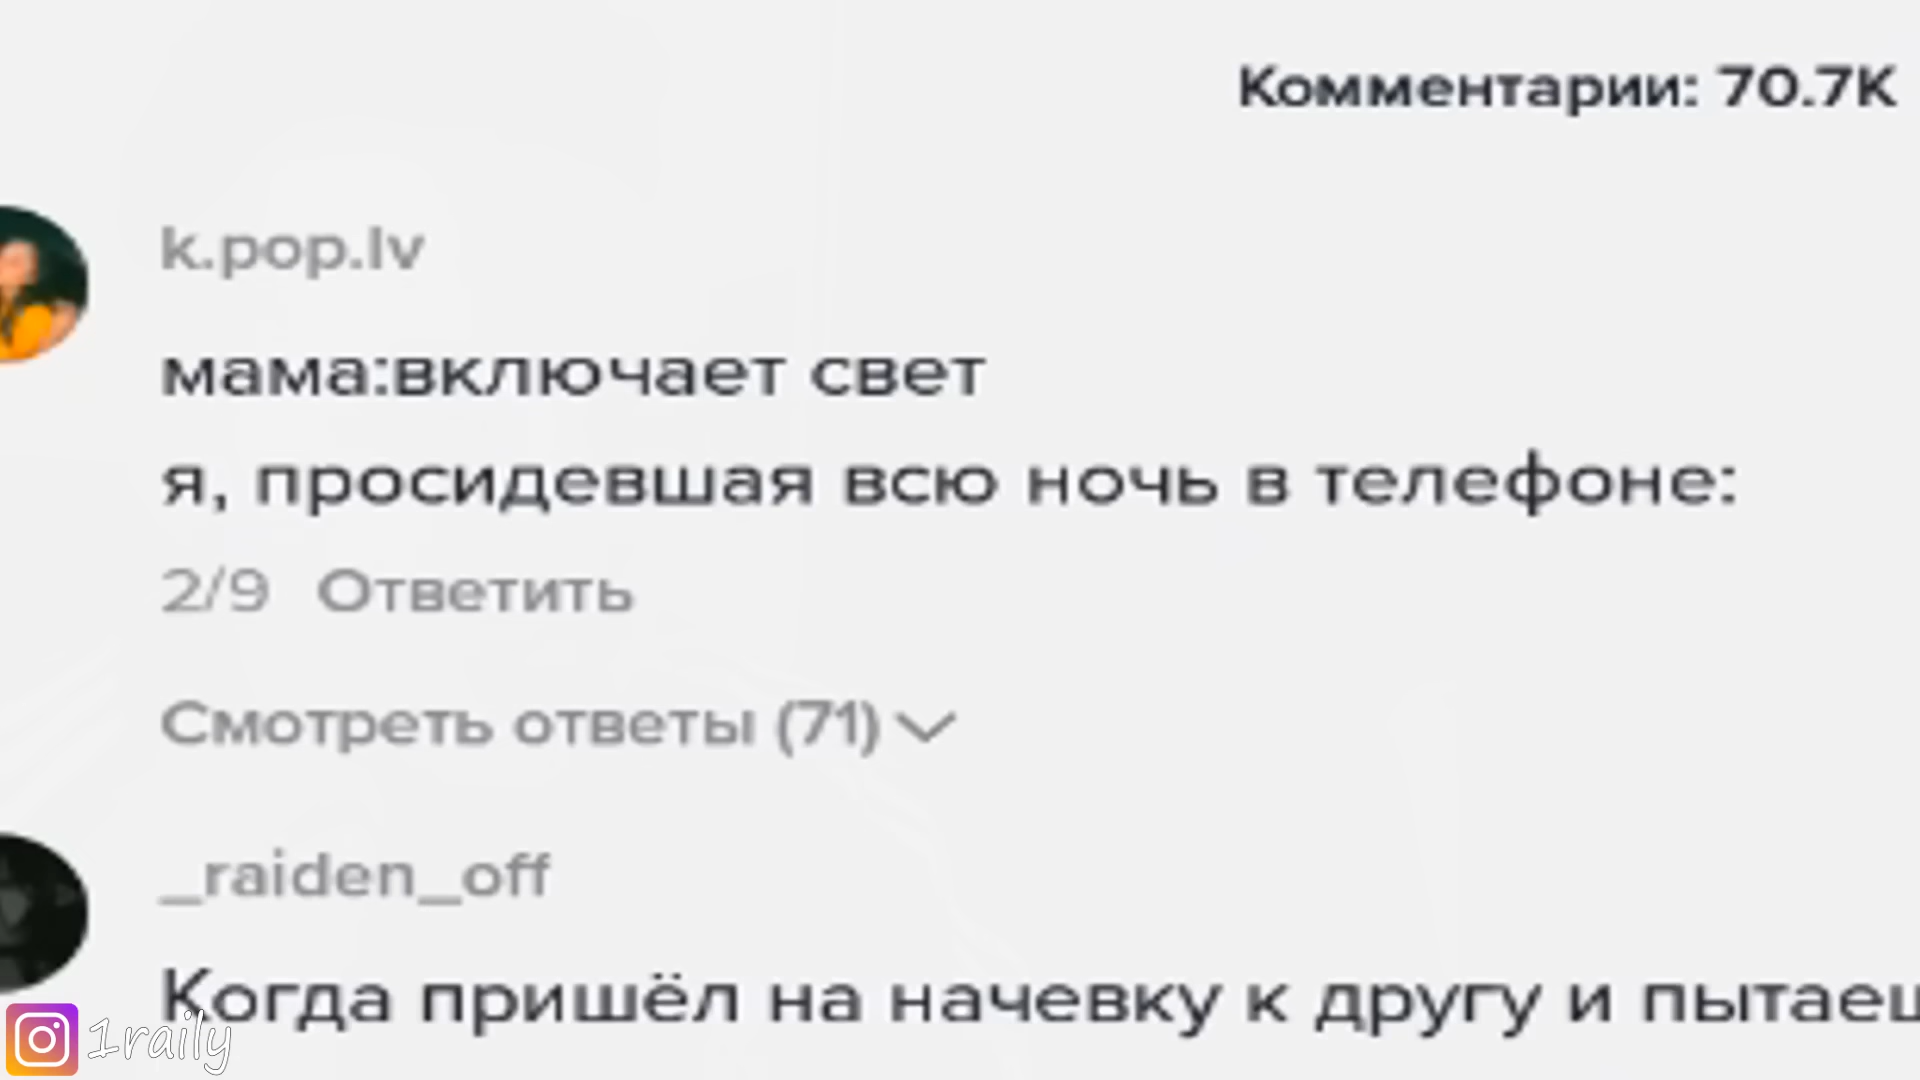 Комментарии: 70.7K
k.pop.lv
мама:включает свет
я, просидевшая всю ночь в телефоне:
2/9 Ответить
Смотреть ответы (71)
_raiden_off
Когда пришёл на начевку к другу и пытаеш
1raily